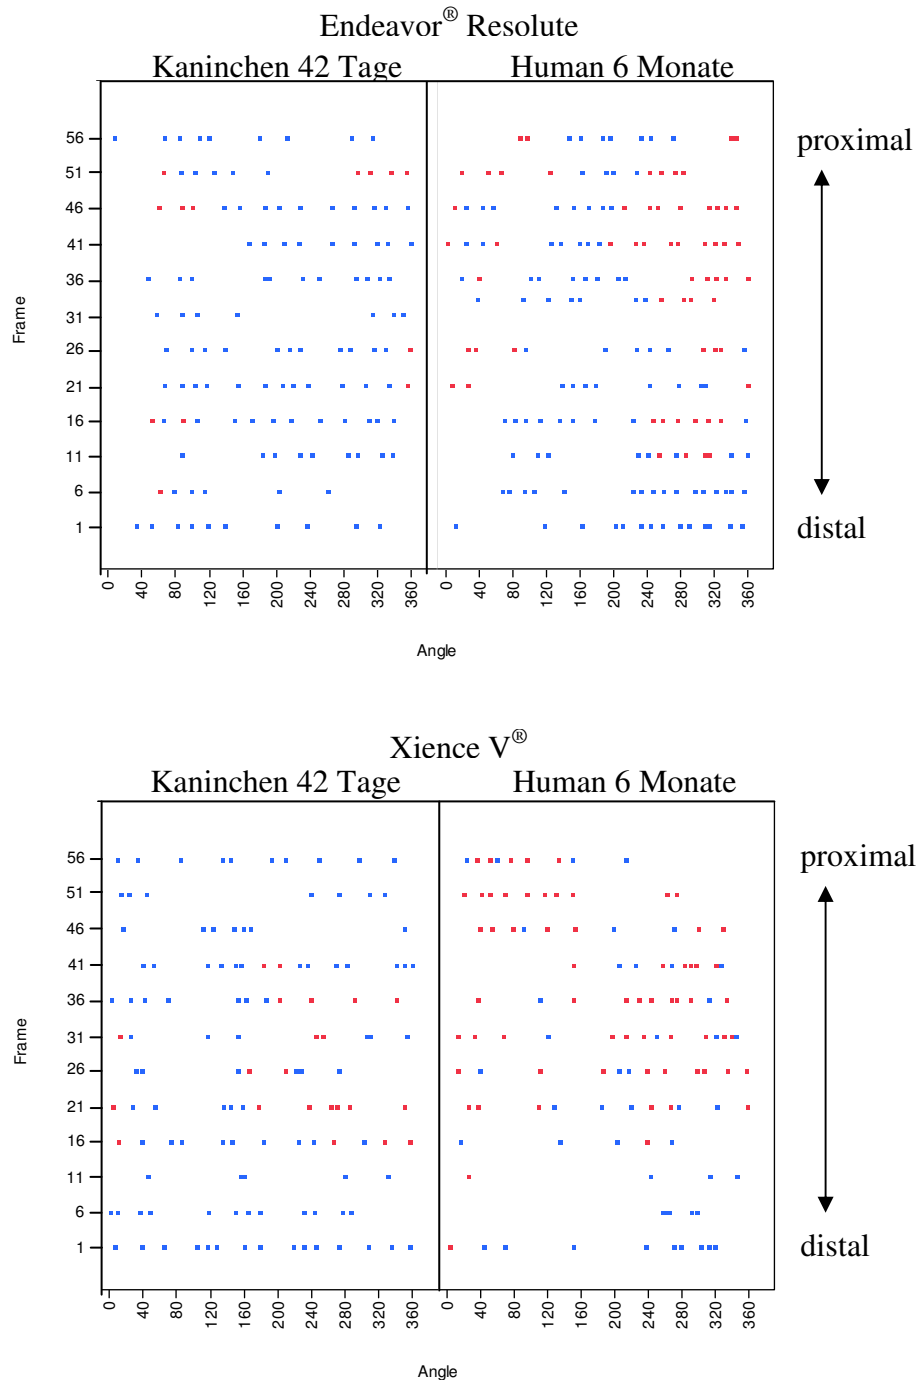 Endeavor® Resolute
Kaninchen 42 Tage Human 6 Monate
56 proximal
51
46
41
36
31
26
21
16
11
6
1 distal
Frame
0 40 80 120 160 200 240 280 320 360 0 40 80 120 160 200 240 280 320 360
Angle
Xience V®
Kaninchen 42 Tage Human 6 Monate
56 proximal
51
46
41
36
31
26
21
16
11
6
1 distal
Frame
0 40 80 120 160 200 240 280 320 360 0 40 80 120 160 200 240 280 320 360
Angle